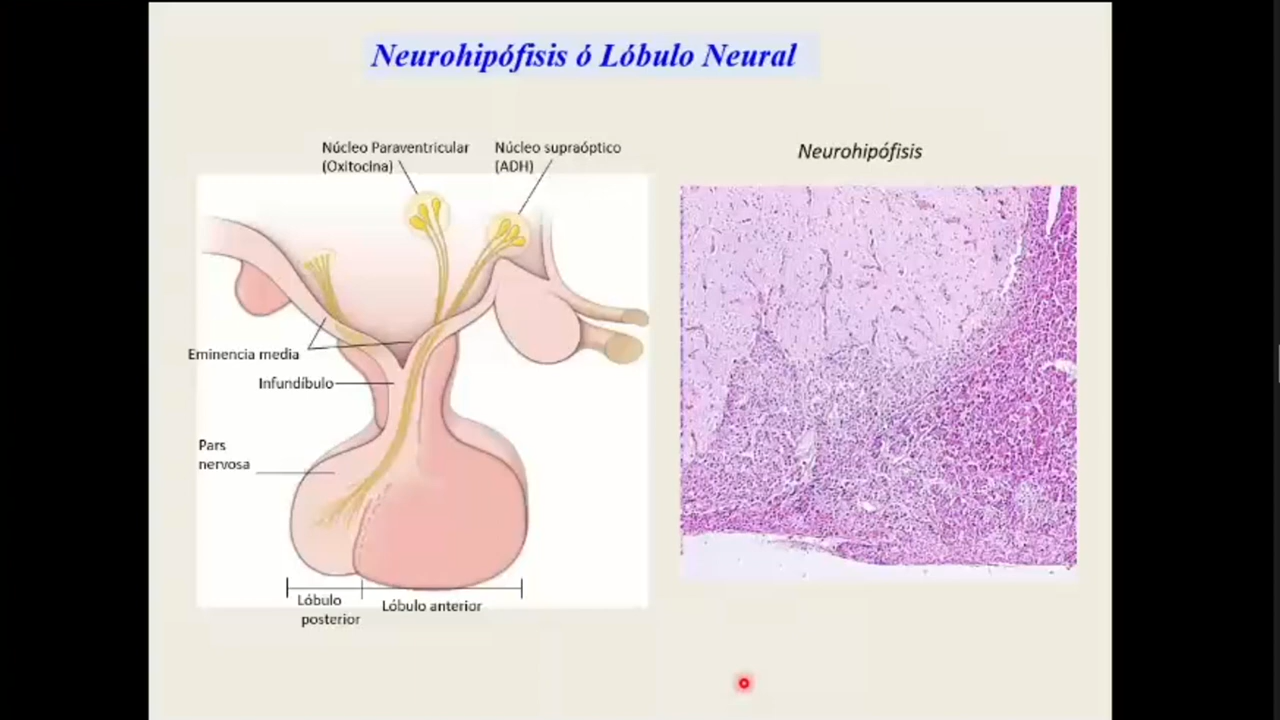 Neurohipófisis ó Lóbulo Neural
Núcleo Paraventricular
(Oxitocina)
Núcleo supraóptico
(ADH)
Neurohipófisis
Eminencia media
Infundíbulo
Pars
nervosa
Lóbulo
posterior
Lóbulo anterior